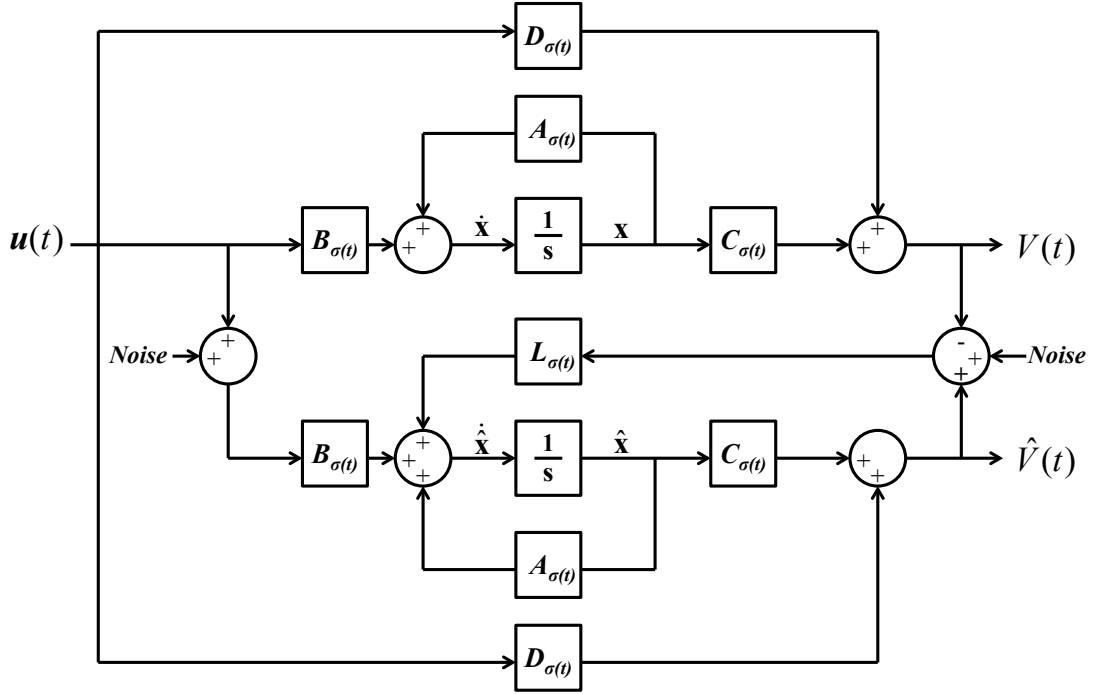 D_σ(t)
A_σ(t)
u(t)
B_σ(t)
+
+
ẋ
1
s
x
C_σ(t)
+
+
V(t)
Noise
+
+
L_σ(t)
-
+
+
Noise
B_σ(t)
+
+
+
x̂̇
1
s
x̂
C_σ(t)
+
+
V̂(t)
A_σ(t)
D_σ(t)